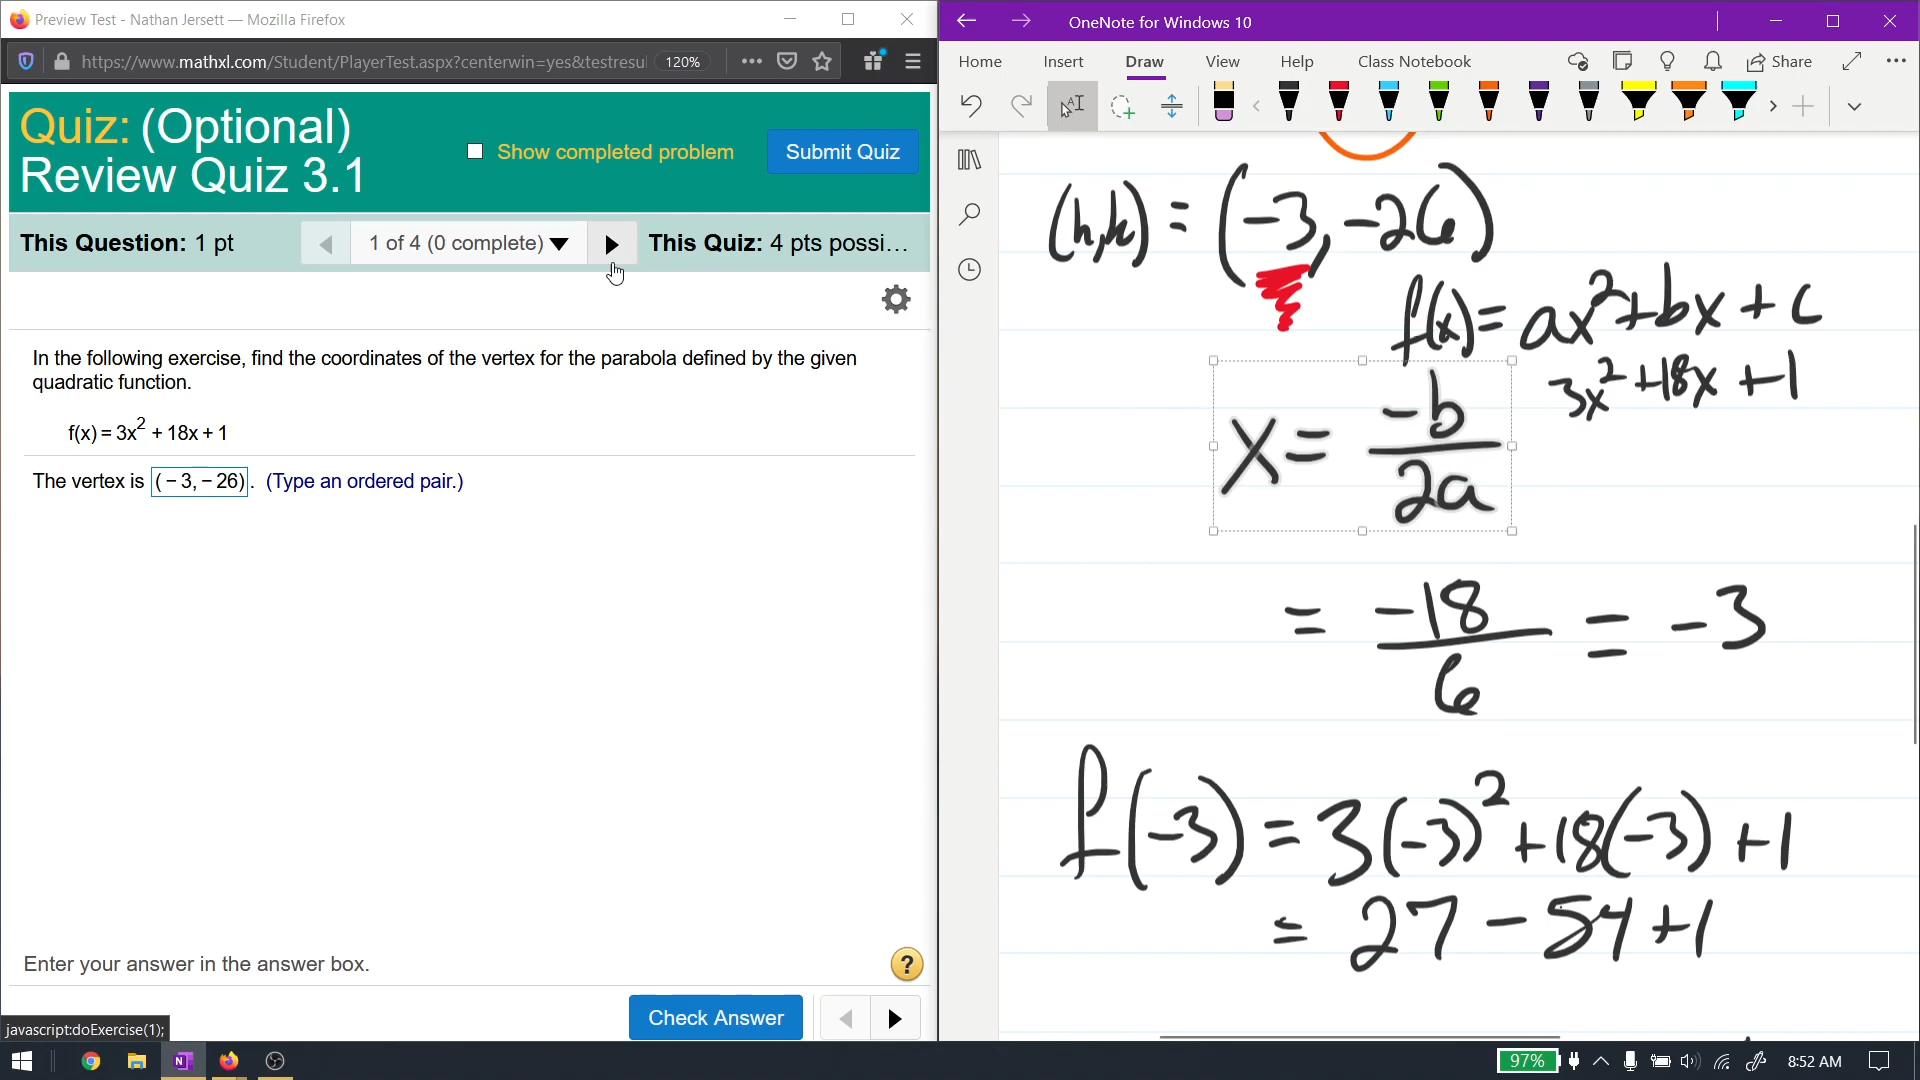 Preview Test - Nathan Jersett — Mozilla Firefox
https://www.mathxl.com/Student/PlayerTest.aspx?centerwin=yes&testresul
120%
Quiz: (Optional)
Review Quiz 3.1
Show completed problem
Submit Quiz
This Question: 1 pt
1 of 4 (0 complete)
This Quiz: 4 pts possi...
In the following exercise, find the coordinates of the vertex for the parabola defined by the given
quadratic function.
f(x) = 3x² + 18x + 1
The vertex is (− 3, − 26). (Type an ordered pair.)
Enter your answer in the answer box.
?
Check Answer
javascript:doExercise(1);
OneNote for Windows 10
Home Insert Draw View Help Class Notebook Share
(h,k) = (-3, -26)
f(x) = ax² + bx + c
3x² + 18x + 1
x = -b/2a
= -18/6 = -3
f(-3) = 3(-3)² + 18(-3) + 1
= 27 - 54 + 1
97%
8:52 AM